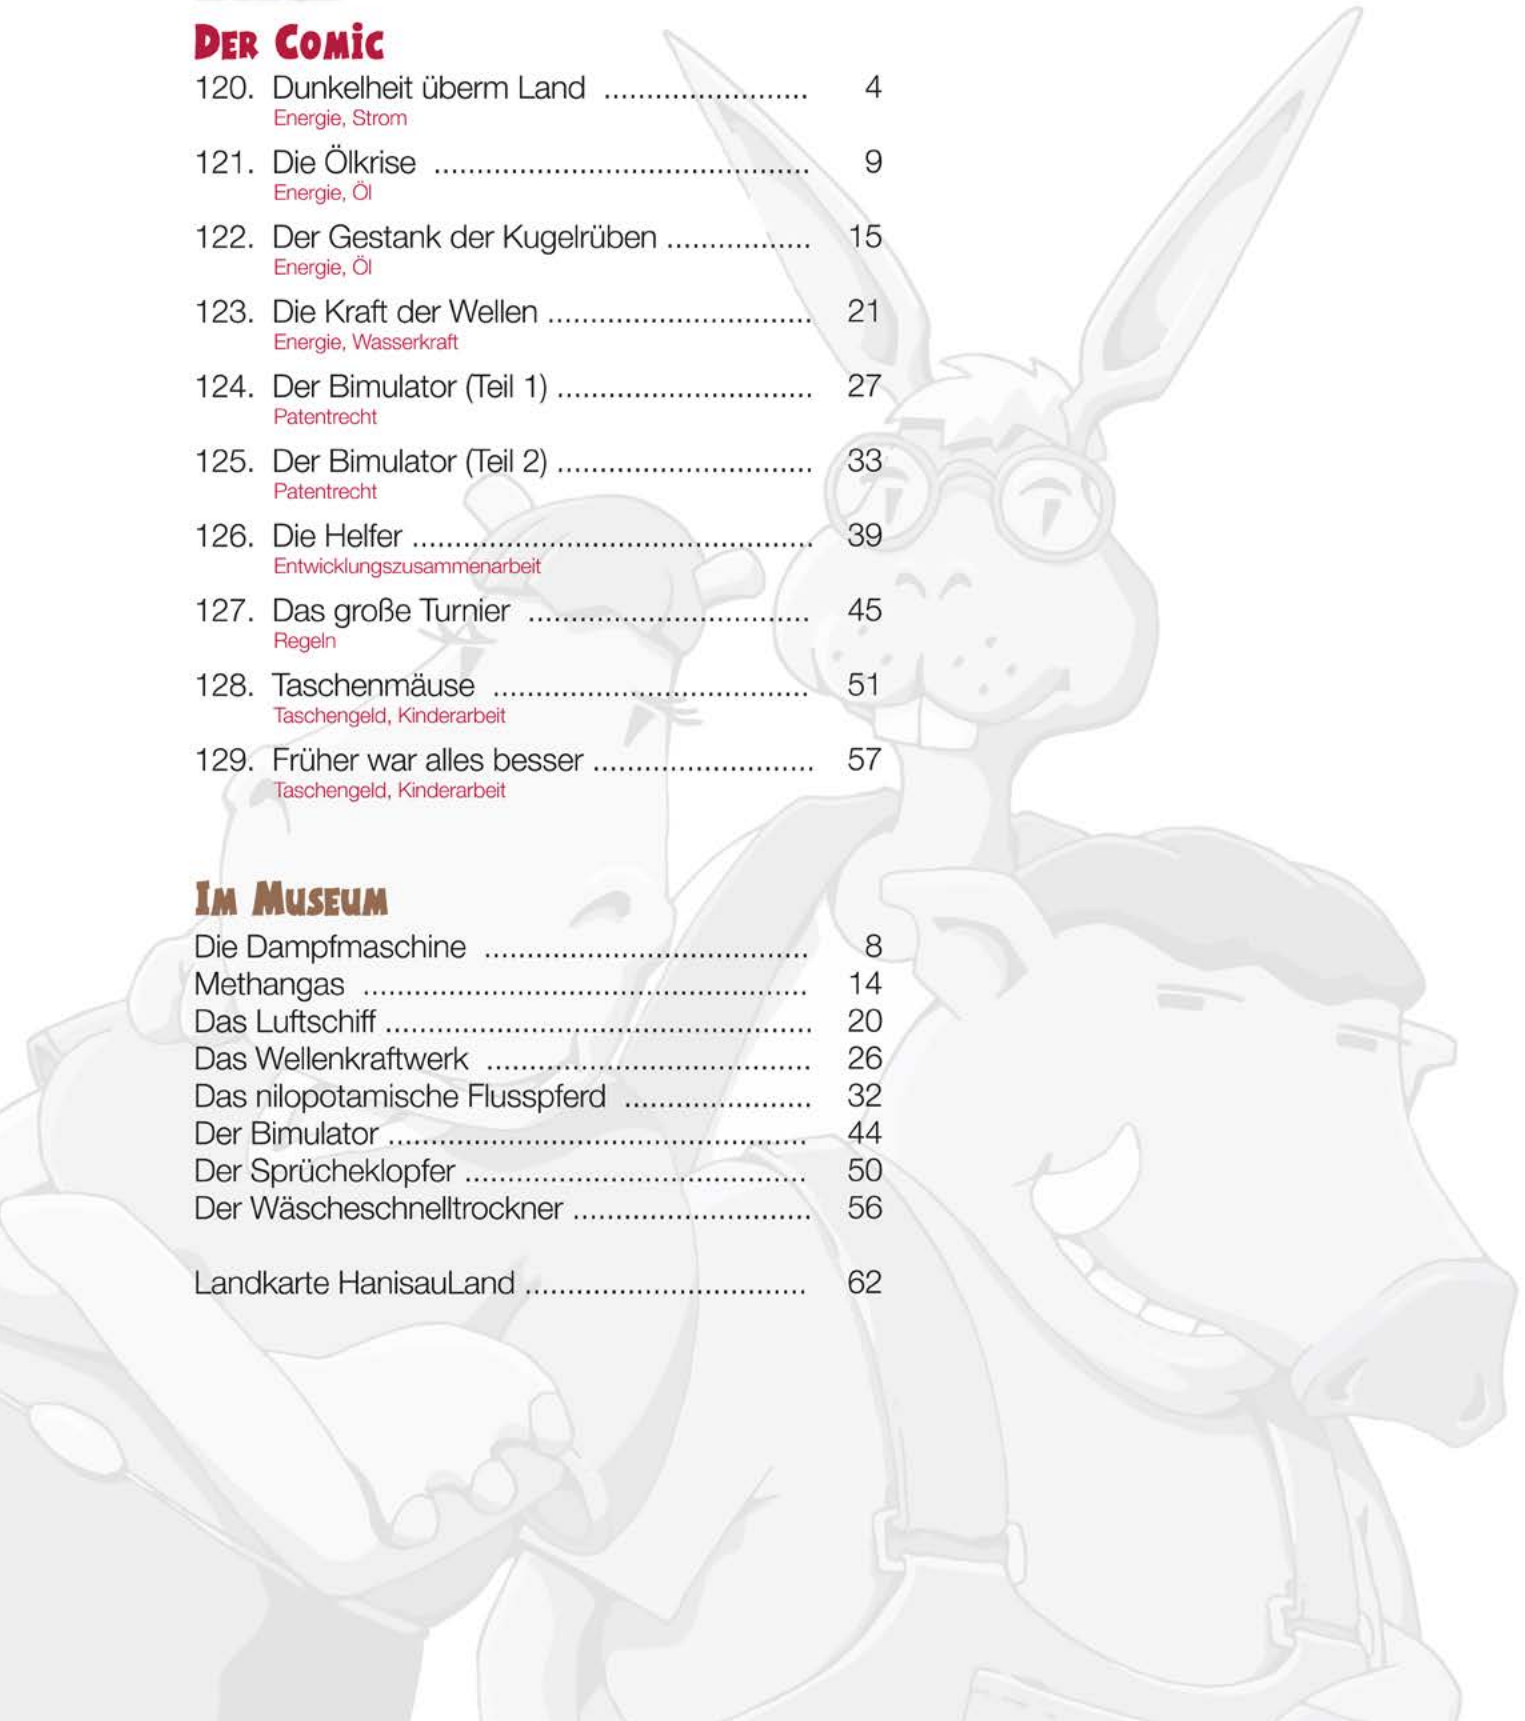 Der Comic
120. Dunkelheit überm Land ........................ 4
Energie, Strom
121. Die Ölkrise ............................................ 9
Energie, Öl
122. Der Gestank der Kugelrüben ................. 15
Energie, Öl
123. Die Kraft der Wellen ............................... 21
Energie, Wasserkraft
124. Der Bimulator (Teil 1) .............................. 27
Patentrecht
125. Der Bimulator (Teil 2) .............................. 33
Patentrecht
126. Die Helfer ............................................... 39
Entwicklungszusammenarbeit
127. Das große Turnier ................................. 45
Regeln
128. Taschenmäuse ..................................... 51
Taschengeld, Kinderarbeit
129. Früher war alles besser .......................... 57
Taschengeld, Kinderarbeit
Im Museum
Die Dampfmaschine ...................................... 8
Methangas .................................................... 14
Das Luftschiff .................................................. 20
Das Wellenkraftwerk ...................................... 26
Das nilopotamische Flusspferd ...................... 32
Der Bimulator ................................................. 44
Der Sprücheklopfer ........................................ 50
Der Wäscheschnelltrockner ............................ 56
Landkarte HanisauLand ................................. 62